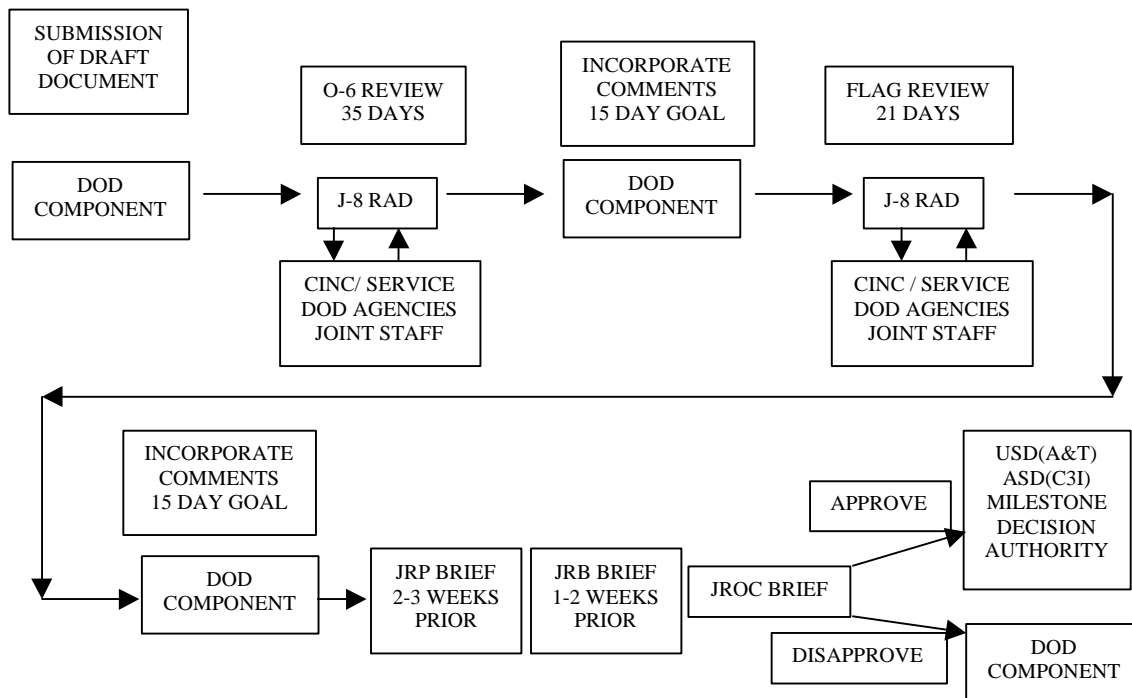 SUBMISSION
OF DRAFT
DOCUMENT
O-6 REVIEW
35 DAYS
INCORPORATE
COMMENTS
15 DAY GOAL
FLAG REVIEW
21 DAYS
DOD
COMPONENT
J-8 RAD
DOD
COMPONENT
J-8 RAD
CINC/ SERVICE
DOD AGENCIES
JOINT STAFF
CINC / SERVICE
DOD AGENCIES
JOINT STAFF
INCORPORATE
COMMENTS
15 DAY GOAL
DOD
COMPONENT
JRP BRIEF
2-3 WEEKS
PRIOR
JRB BRIEF
1-2 WEEKS
PRIOR
JROC BRIEF
APPROVE
USD(A&T)
ASD(C3I)
MILESTONE
DECISION
AUTHORITY
DISAPPROVE
DOD
COMPONENT